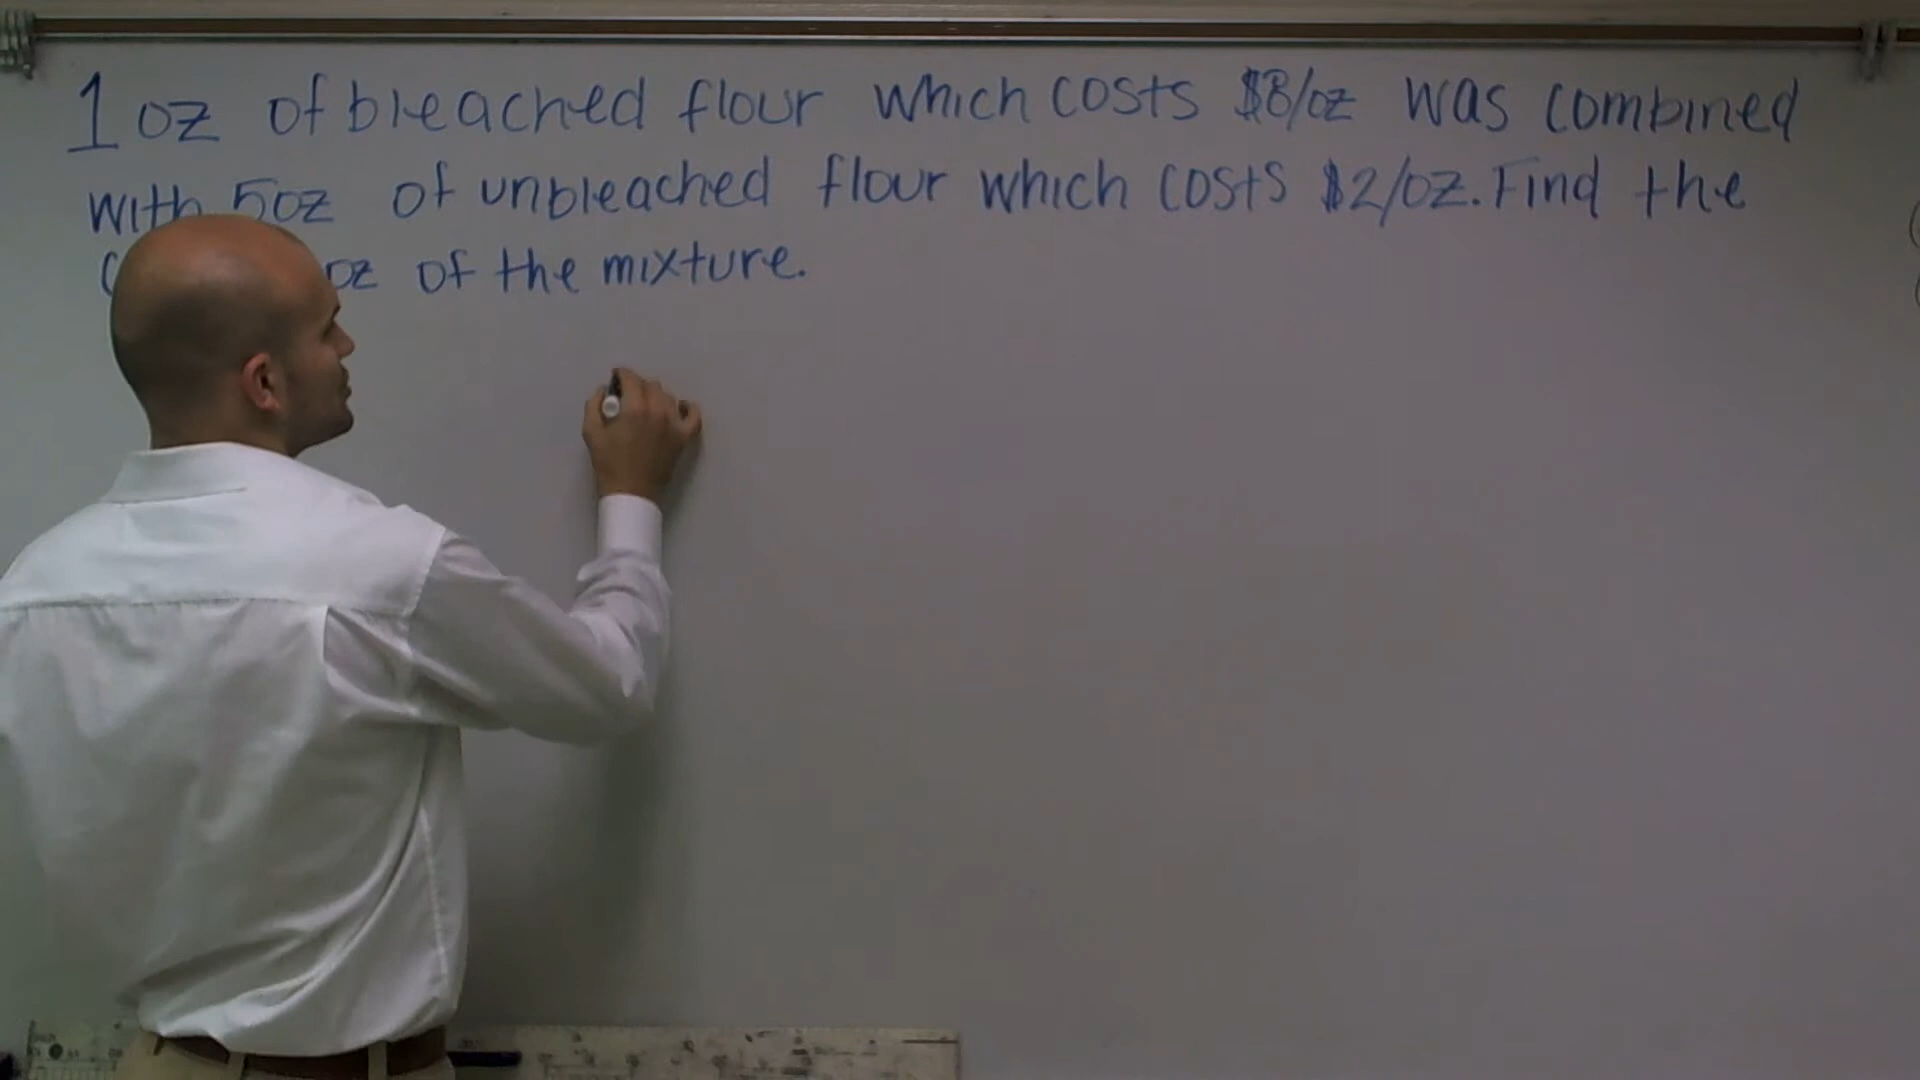 1 oz of bleached flour which costs $8/oz was combined
with 5oz of unbleached flour which costs $2/oz. Find the
oz of the mixture.